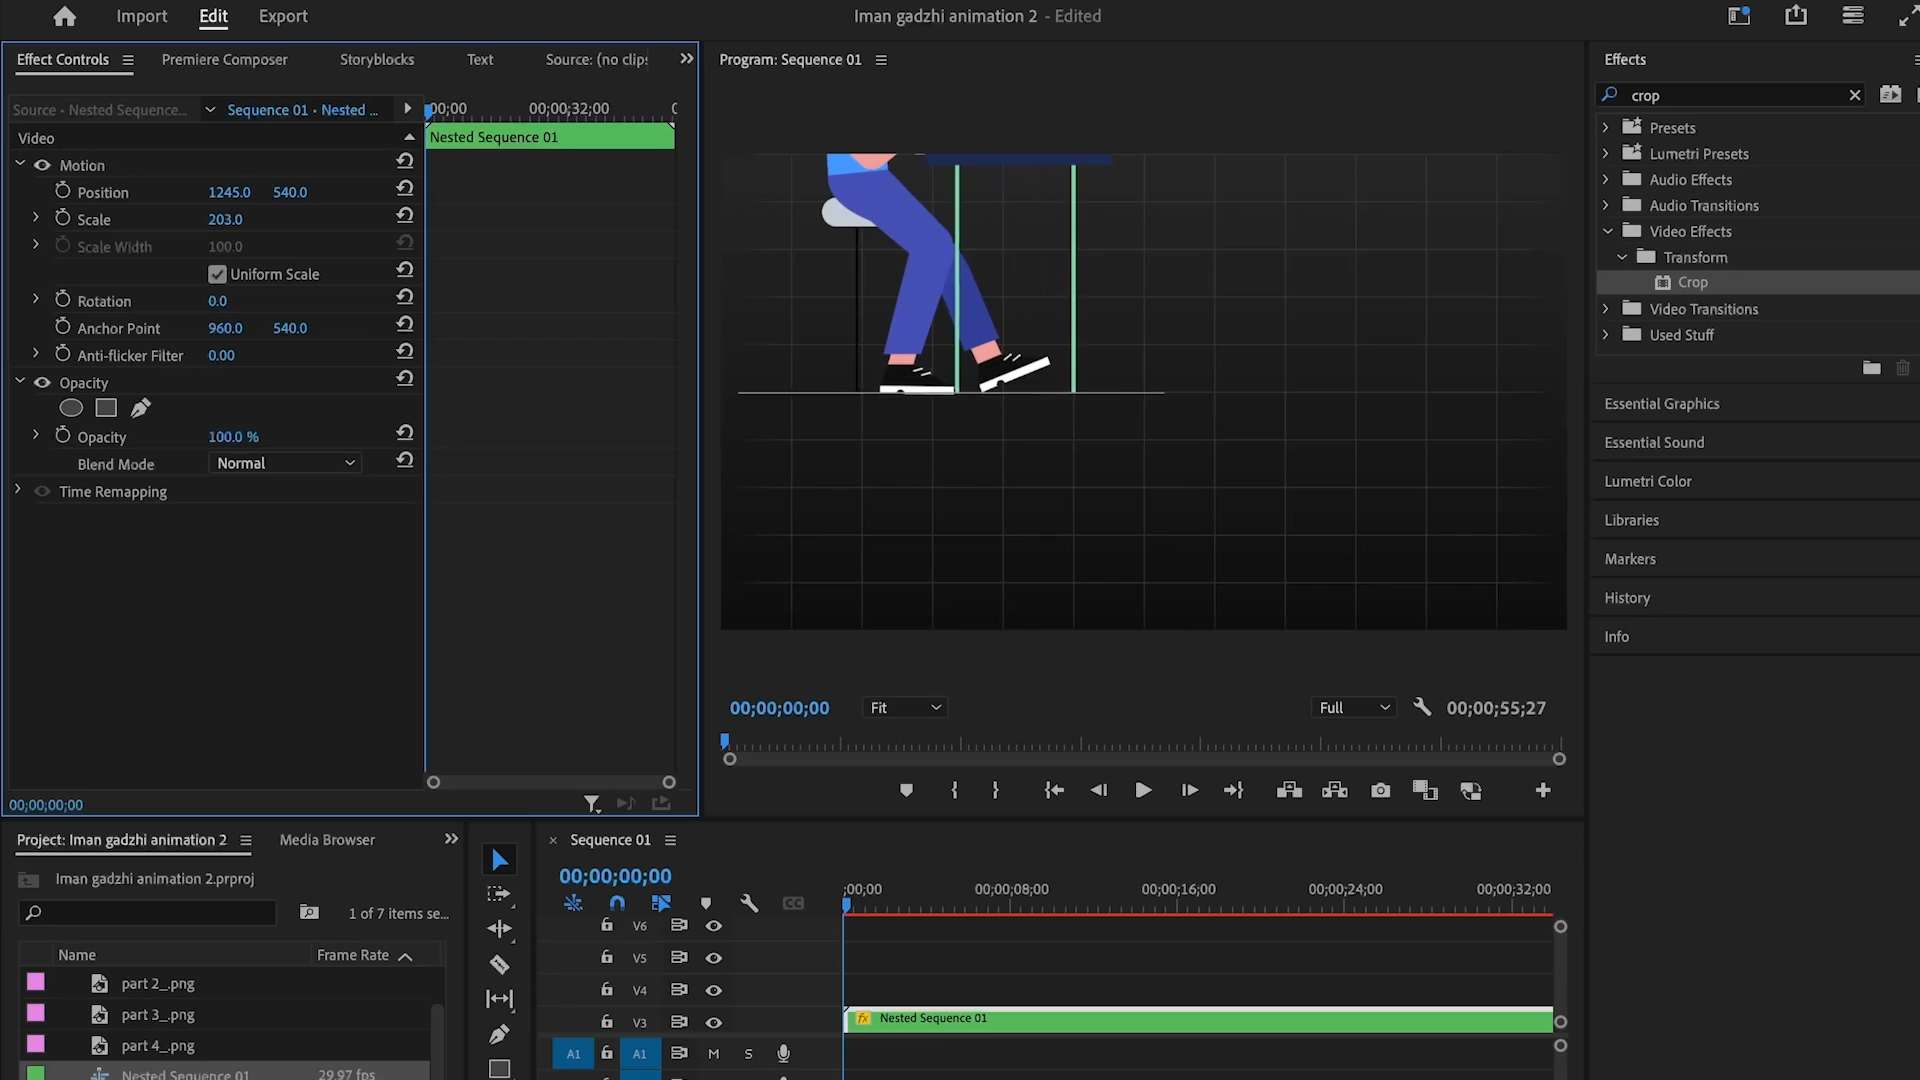 Import Edit Export
Iman gadzhi animation 2 - Edited
Effect Controls Premiere Composer Storyblocks Text Source: (no clip:
Source • Nested Sequence... Sequence 01 • Nested ...
00;00 00;00;32;00
Video
Nested Sequence 01
Motion
Position 1245.0 540.0
Scale 203.0
Scale Width 100.0
Uniform Scale
Rotation 0.0
Anchor Point 960.0 540.0
Anti-flicker Filter 0.00
Opacity
Opacity 100.0 %
Blend Mode Normal
Time Remapping
00;00;00;00
Program: Sequence 01
00;00;00;00 Fit Full 00;00;55;27
Effects
crop
Presets
Lumetri Presets
Audio Effects
Audio Transitions
Video Effects
Transform
Crop
Video Transitions
Used Stuff
Essential Graphics
Essential Sound
Lumetri Color
Libraries
Markers
History
Info
Project: Iman gadzhi animation 2 Media Browser
Iman gadzhi animation 2.prproj
1 of 7 items se...
Name Frame Rate
part 2_.png
part 3_.png
part 4_.png
Nested Sequence 01 29.97 fps
× Sequence 01
00;00;00;00
;00;00 00;00;08;00 00;00;16;00 00;00;24;00 00;00;32;00
CC
V6
V5
V4
V3
fx Nested Sequence 01
A1 A1 M S